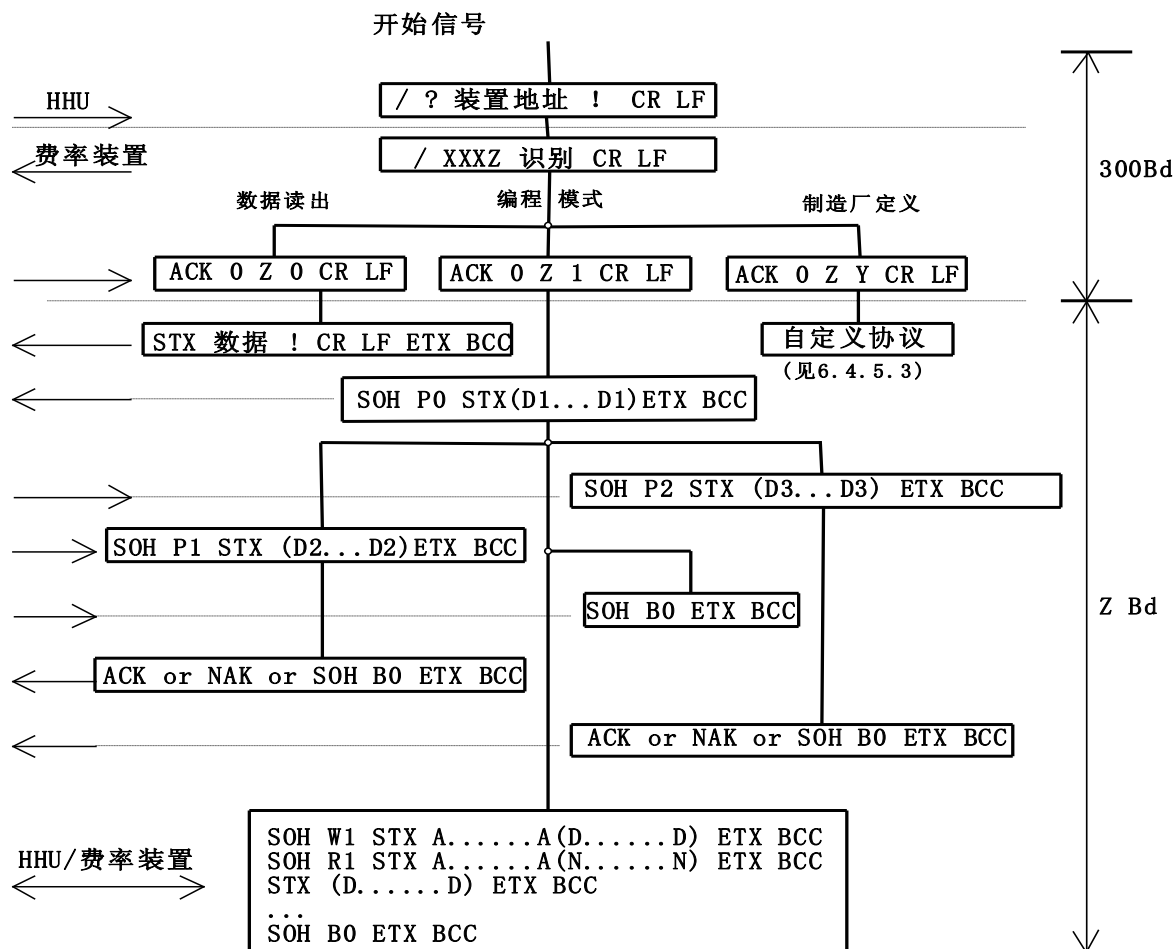 开始信号
HHU
/ ? 装置地址 ! CR LF
费率装置
/ XXXZ 识别 CR LF
300Bd
数据读出
编程 模式
制造厂定义
ACK 0 Z 0 CR LF
ACK 0 Z 1 CR LF
ACK 0 Z Y CR LF
STX 数据 ! CR LF ETX BCC
自定义协议
(见6.4.5.3)
SOH P0 STX(D1...D1)ETX BCC
SOH P2 STX (D3...D3) ETX BCC
SOH P1 STX (D2...D2)ETX BCC
SOH B0 ETX BCC
Z Bd
ACK or NAK or SOH B0 ETX BCC
ACK or NAK or SOH B0 ETX BCC
HHU/费率装置
SOH W1 STX A......A(D......D) ETX BCC
SOH R1 STX A......A(N......N) ETX BCC
STX (D......D) ETX BCC
...
SOH B0 ETX BCC